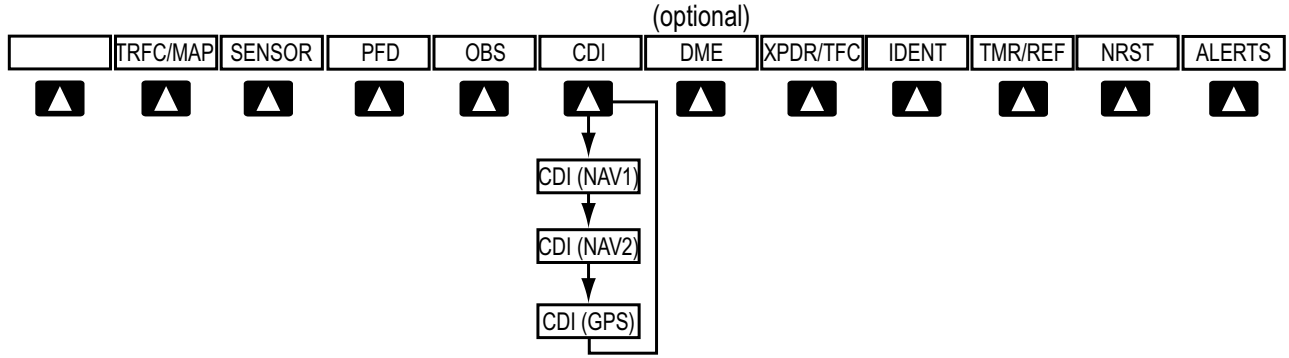 (optional)
TRFC/MAP SENSOR PFD OBS CDI DME XPDR/TFC IDENT TMR/REF NRST ALERTS
CDI (NAV1)
CDI (NAV2)
CDI (GPS)